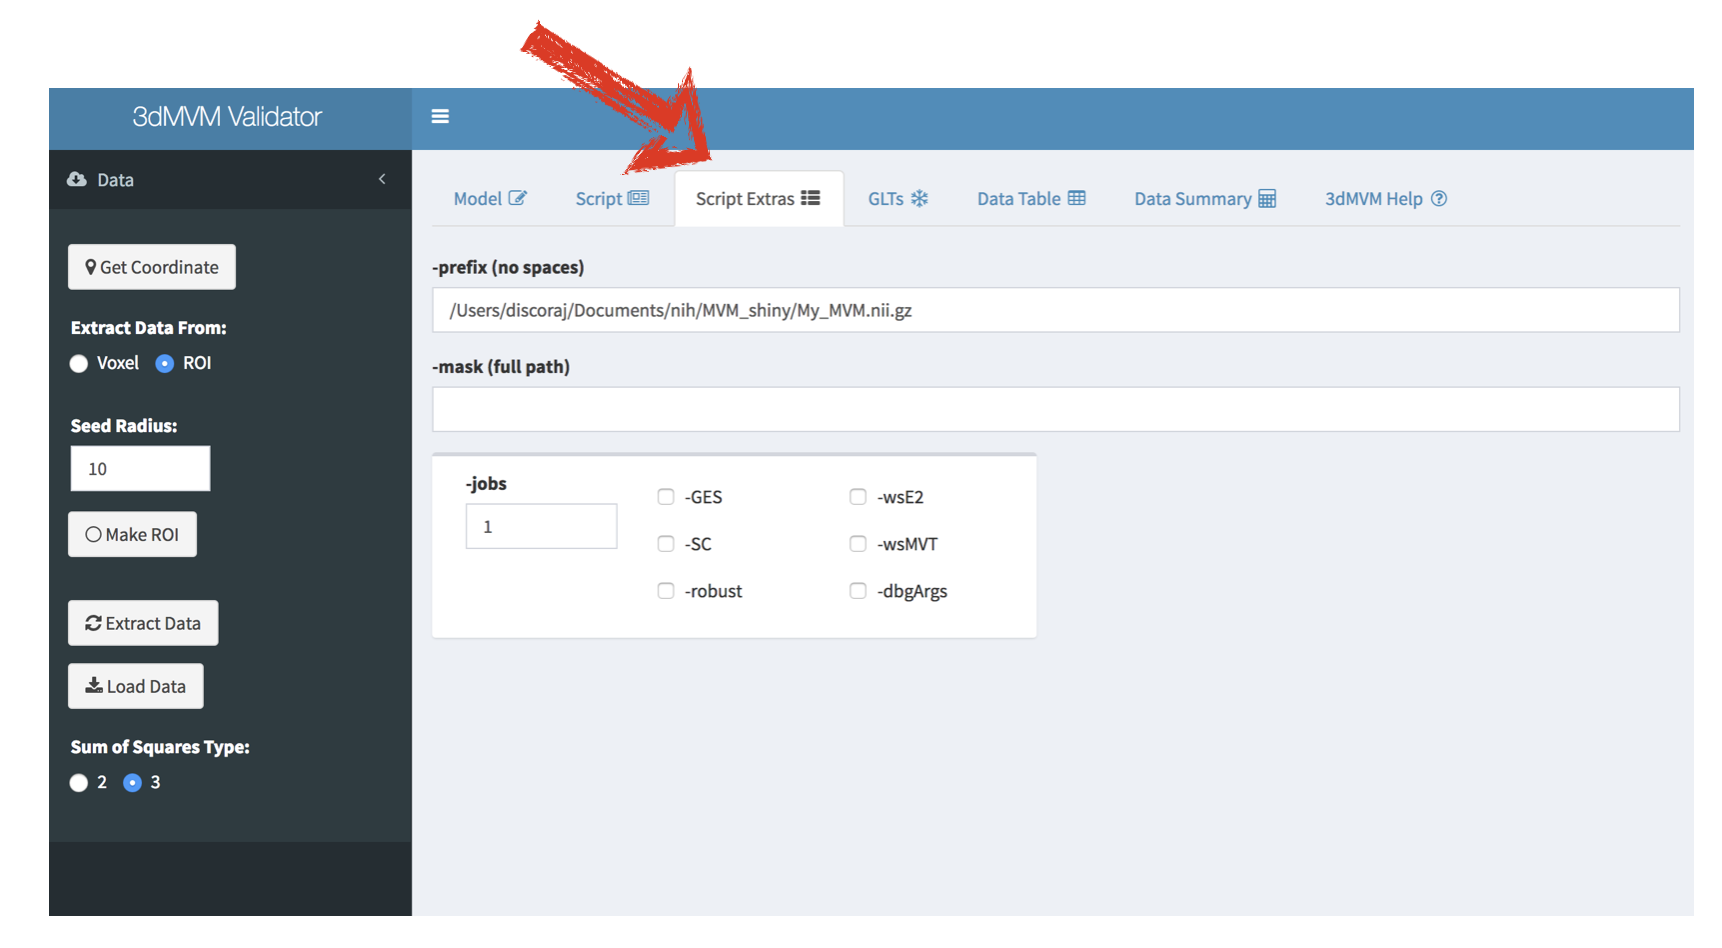 3dMVM Validator
Data
Model Script Script Extras GLTs Data Table Data Summary 3dMVM Help
Get Coordinate
Extract Data From:
Voxel ROI
Seed Radius:
10
Make ROI
Extract Data
Load Data
Sum of Squares Type:
2 3
-prefix (no spaces)
/Users/discoraj/Documents/nih/MVM_shiny/My_MVM.nii.gz
-mask (full path)
-jobs
1
-GES -wsE2
-SC -wsMVT
-robust -dbgArgs